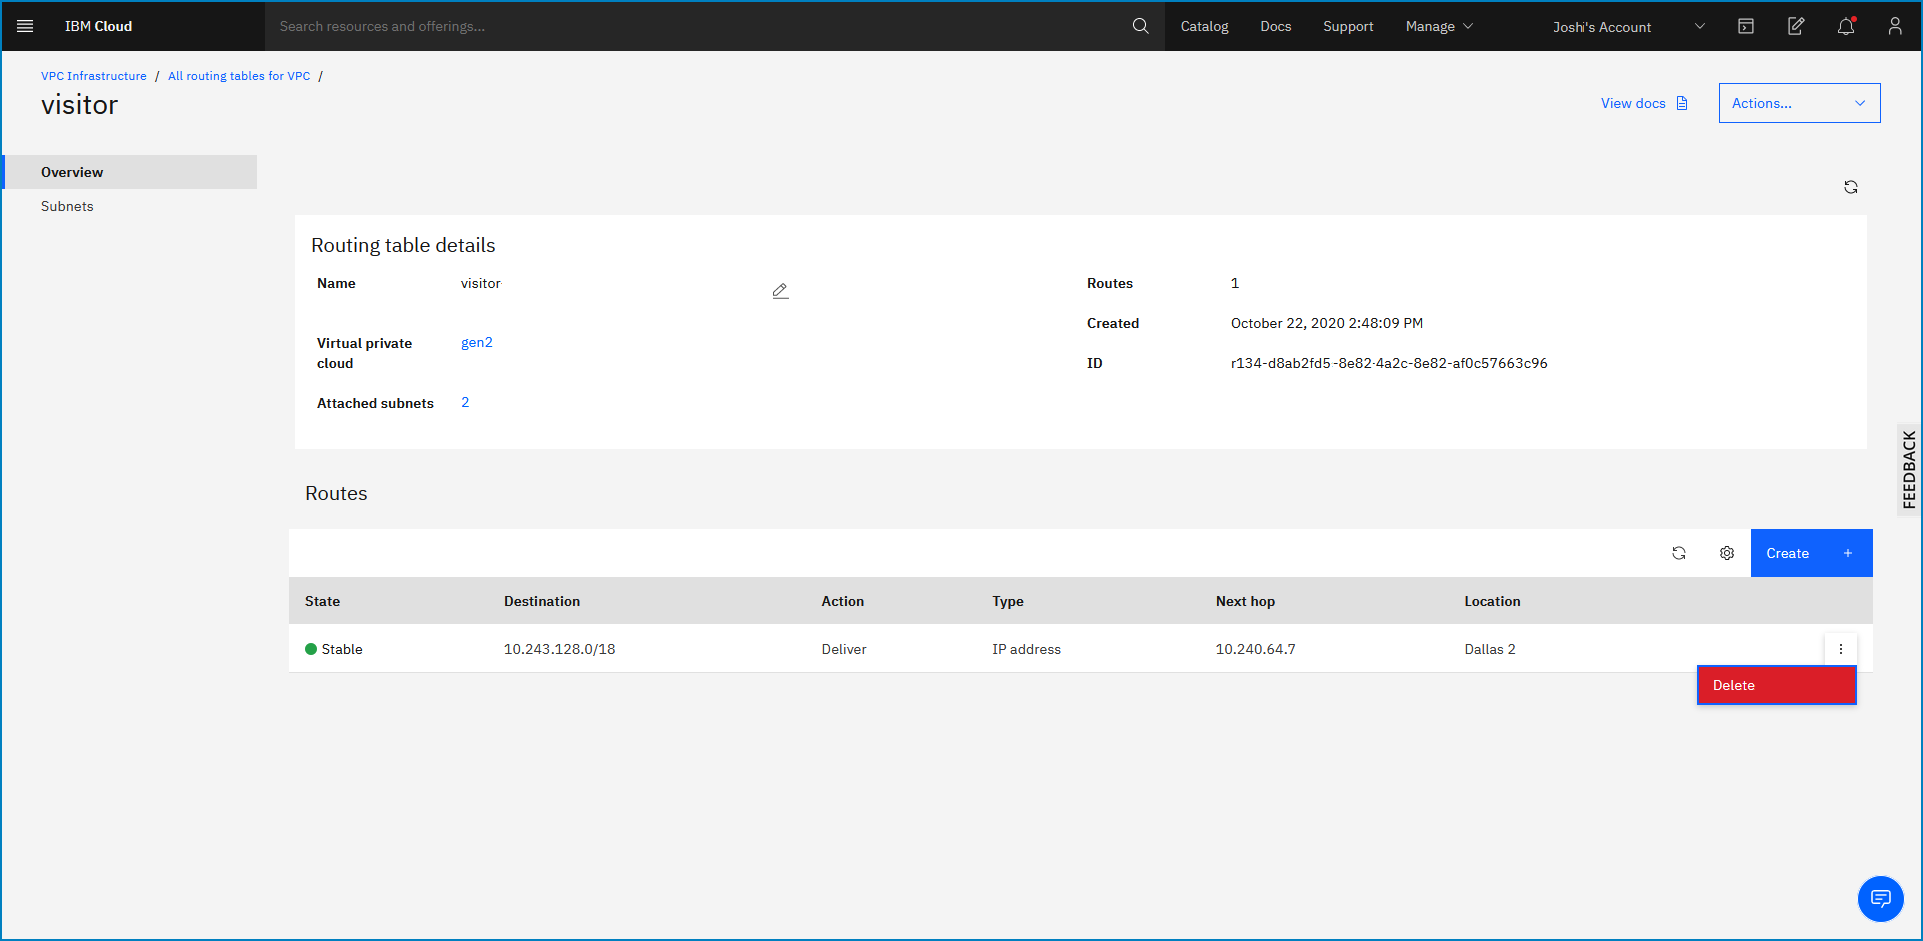 IBM Cloud
Search resources and offerings...
Catalog
Docs
Support
Manage
Joshi's Account
VPC Infrastructure / All routing tables for VPC /
visitor
View docs
Actions...
Overview
Subnets
Routing table details
Name visitor
Routes 1
Created October 22, 2020 2:48:09 PM
Virtual private cloud gen2
ID r134-d8ab2fd5-8e82-4a2c-8e82-af0c57663c96
Attached subnets 2
FEEDBACK
Routes
Create +
State Destination Action Type Next hop Location
Stable 10.243.128.0/18 Deliver IP address 10.240.64.7 Dallas 2
Delete